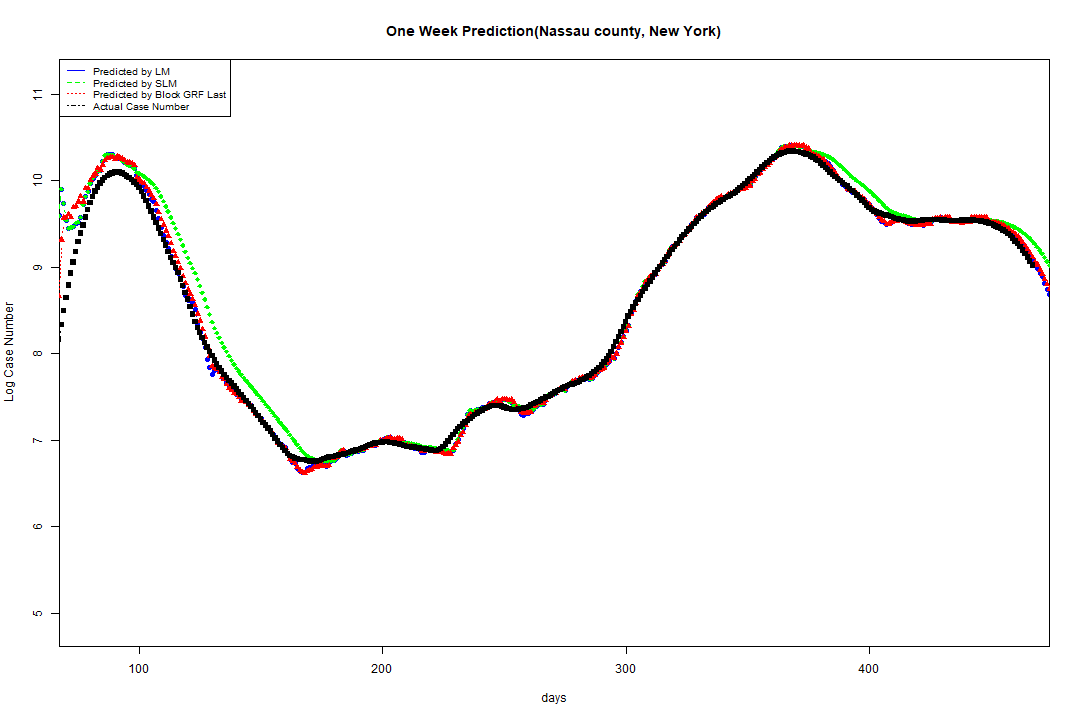 One Week Prediction(Nassau county, New York)
Predicted by LM
Predicted by SLM
Predicted by Block GRF Last
Actual Case Number
11
10
9
8
7
6
5
Log Case Number
100 200 300 400
days